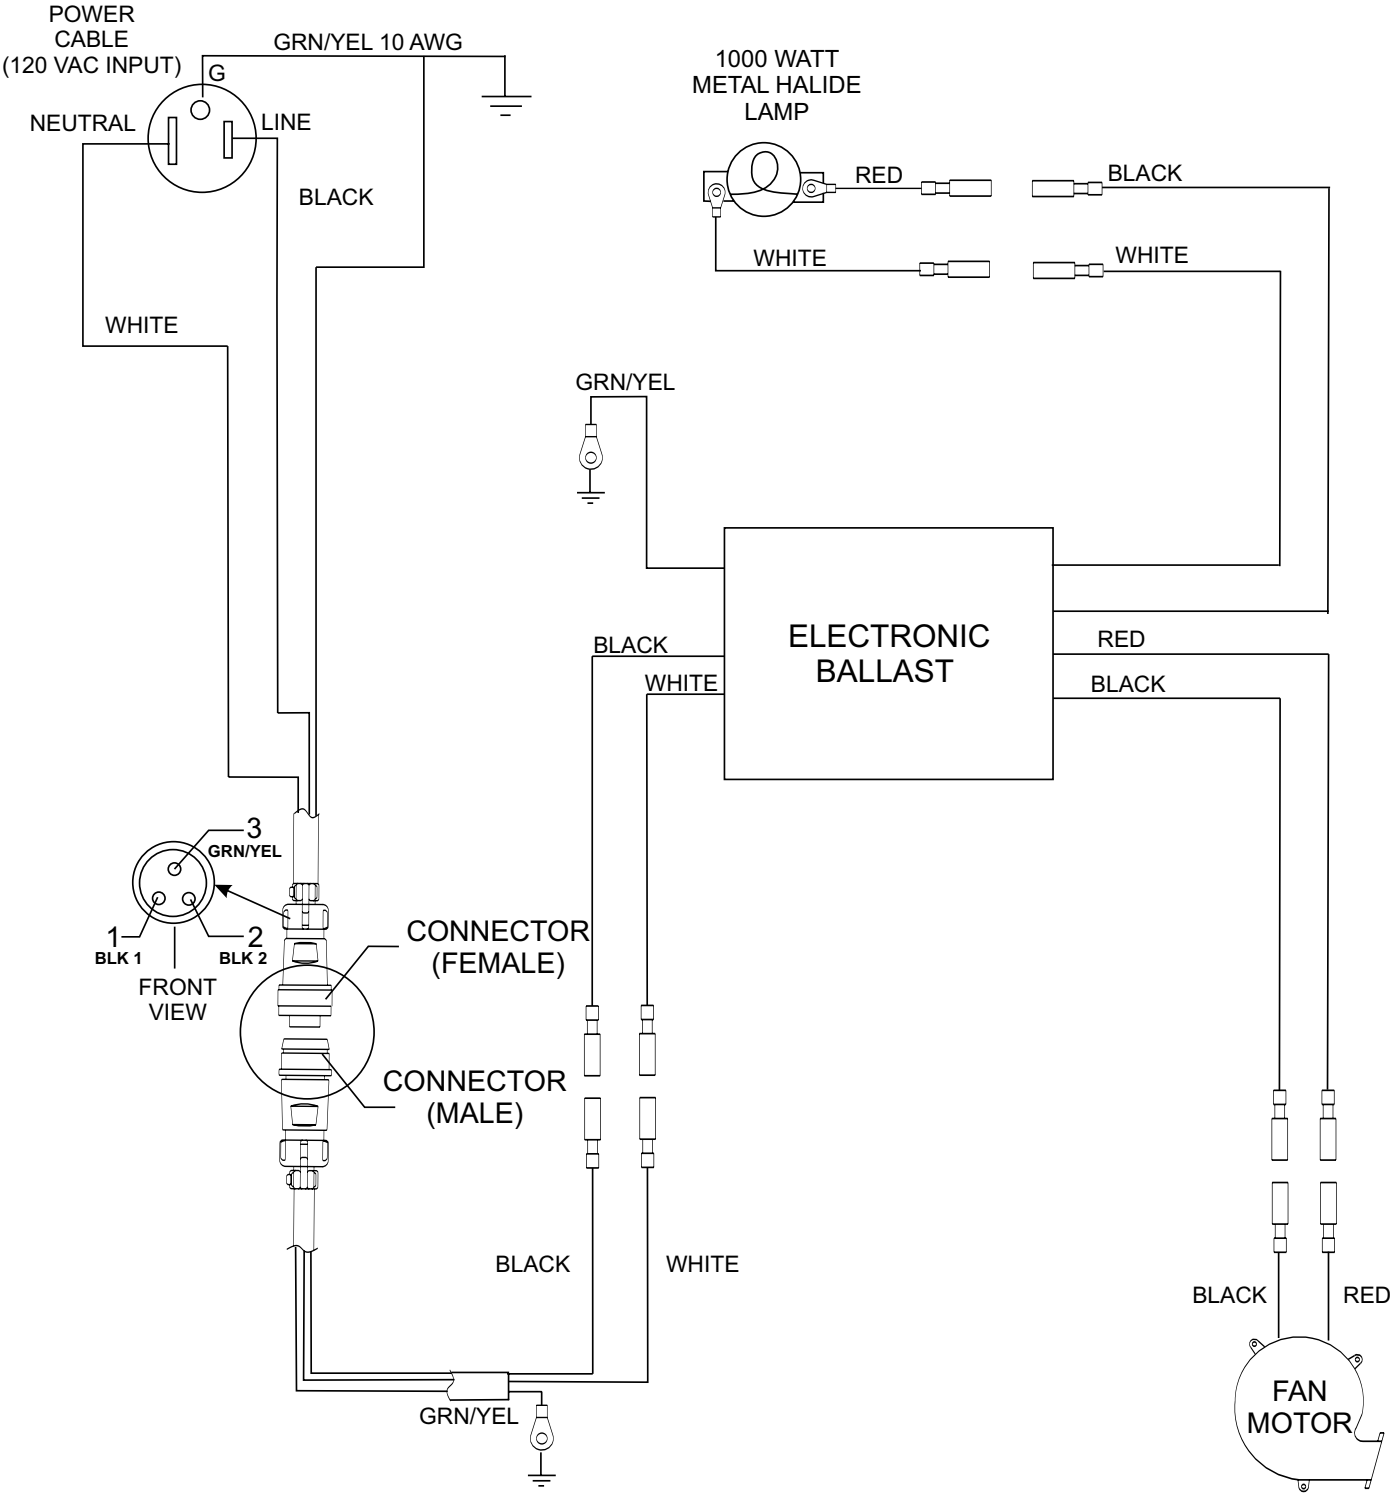 POWER
CABLE
(120 VAC INPUT)
GRN/YEL 10 AWG
G
NEUTRAL
LINE
BLACK
WHITE
1000 WATT
METAL HALIDE
LAMP
RED
BLACK
WHITE
WHITE
GRN/YEL
ELECTRONIC
BALLAST
BLACK
WHITE
RED
BLACK
3
GRN/YEL
1
BLK 1
2
BLK 2
FRONT
VIEW
CONNECTOR
(FEMALE)
CONNECTOR
(MALE)
BLACK
WHITE
GRN/YEL
BLACK
RED
FAN
MOTOR